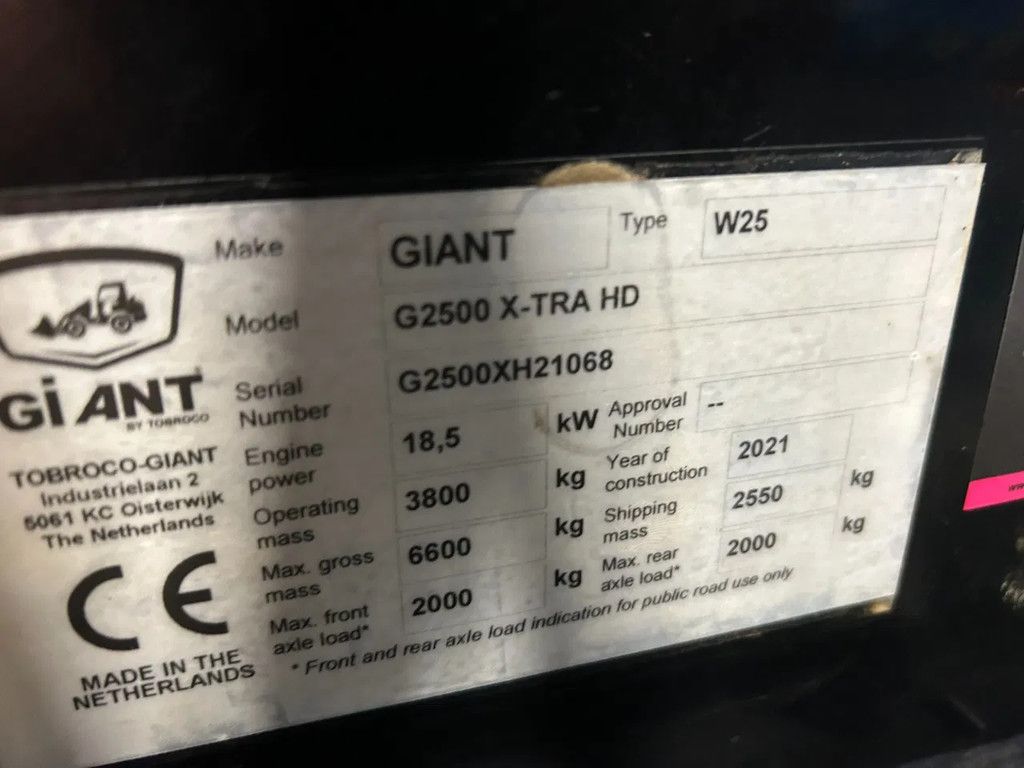 Make GIANT Type W25
Model G2500 X-TRA HD
Serial Number G2500XH21068
Engine power 18,5 kW Approval Number --
Operating mass 3800 kg Year of construction 2021
Max. gross mass 6600 kg Shipping mass 2550 kg
Max. front axle load* 2000 kg Max. rear axle load* 2000 kg
* Front and rear axle load indication for public road use only
GiANT
BY TOBROCO
TOBROCO-GIANT
Industrielaan 2
5061 KC Oisterwijk
The Netherlands
CE
MADE IN THE
NETHERLANDS